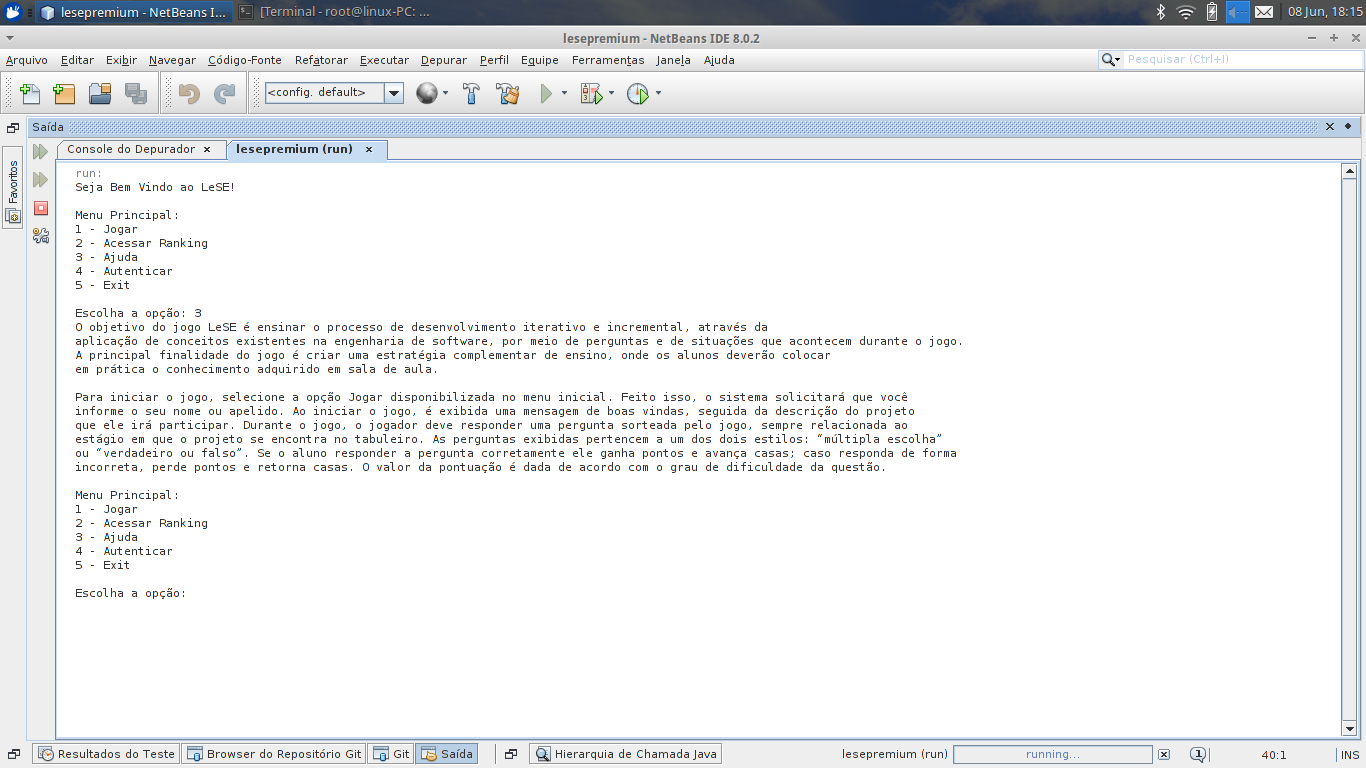 lesepremium - NetBeans I... [Terminal - root@linux-PC: ... 08 Jun, 18:15
lesepremium - NetBeans IDE 8.0.2
Arquivo Editar Exibir Navegar Código-Fonte Refatorar Executar Depurar Perfil Equipe Ferramentas Janela Ajuda Pesquisar (Ctrl+I)
<config. default>
Saída
Favoritos
Console do Depurador lesepremium (run)
run:
Seja Bem Vindo ao LeSE!
Menu Principal:
1 - Jogar
2 - Acessar Ranking
3 - Ajuda
4 - Autenticar
5 - Exit
Escolha a opção: 3
O objetivo do jogo LeSE é ensinar o processo de desenvolvimento iterativo e incremental, através da
aplicação de conceitos existentes na engenharia de software, por meio de perguntas e de situações que acontecem durante o jogo.
A principal finalidade do jogo é criar uma estratégia complementar de ensino, onde os alunos deverão colocar
em prática o conhecimento adquirido em sala de aula.
Para iniciar o jogo, selecione a opção Jogar disponibilizada no menu inicial. Feito isso, o sistema solicitará que você
informe o seu nome ou apelido. Ao iniciar o jogo, é exibida uma mensagem de boas vindas, seguida da descrição do projeto
que ele irá participar. Durante o jogo, o jogador deve responder uma pergunta sorteada pelo jogo, sempre relacionada ao
estágio em que o projeto se encontra no tabuleiro. As perguntas exibidas pertencem a um dos dois estilos: “múltipla escolha”
ou “verdadeiro ou falso”. Se o aluno responder a pergunta corretamente ele ganha pontos e avança casas; caso responda de forma
incorreta, perde pontos e retorna casas. O valor da pontuação é dada de acordo com o grau de dificuldade da questão.
Menu Principal:
1 - Jogar
2 - Acessar Ranking
3 - Ajuda
4 - Autenticar
5 - Exit
Escolha a opção:
Resultados do Teste Browser do Repositório Git Git Saída Hierarquia de Chamada Java lesepremium (run) running... 1 40:1 INS